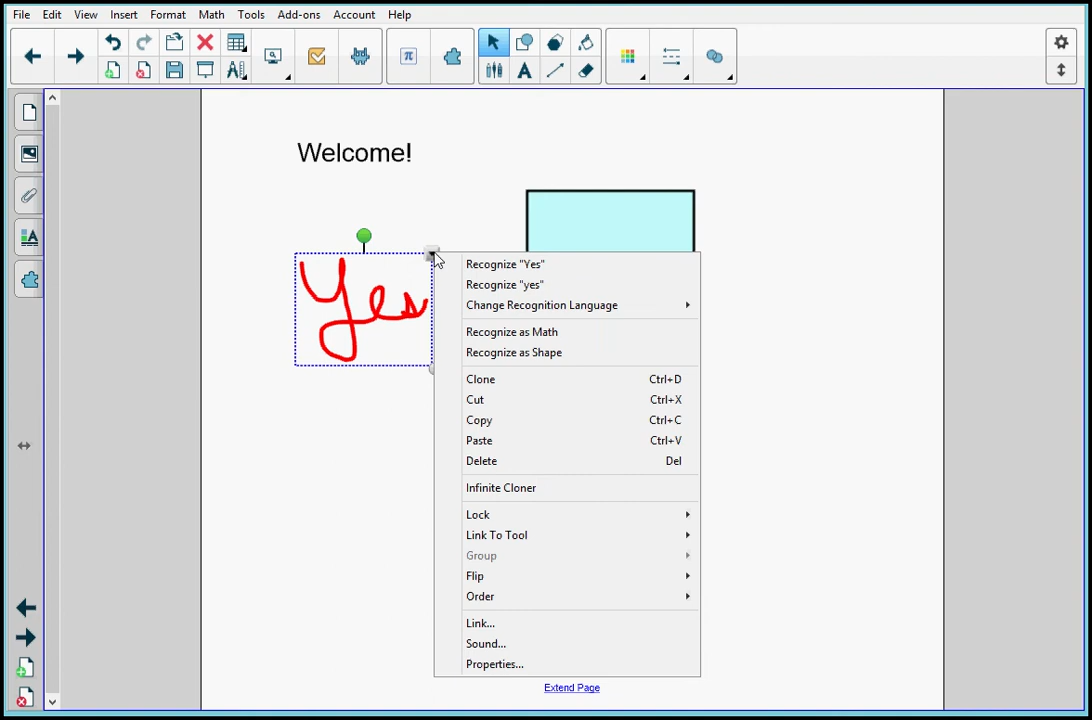 File Edit View Insert Format Math Tools Add-ons Account Help
π
A
Welcome!
Yes
Recognize "Yes"
Recognize "yes"
Change Recognition Language
Recognize as Math
Recognize as Shape
Clone Ctrl+D
Cut Ctrl+X
Copy Ctrl+C
Paste Ctrl+V
Delete Del
Infinite Cloner
Lock
Link To Tool
Group
Flip
Order
Link...
Sound...
Properties...
Extend Page